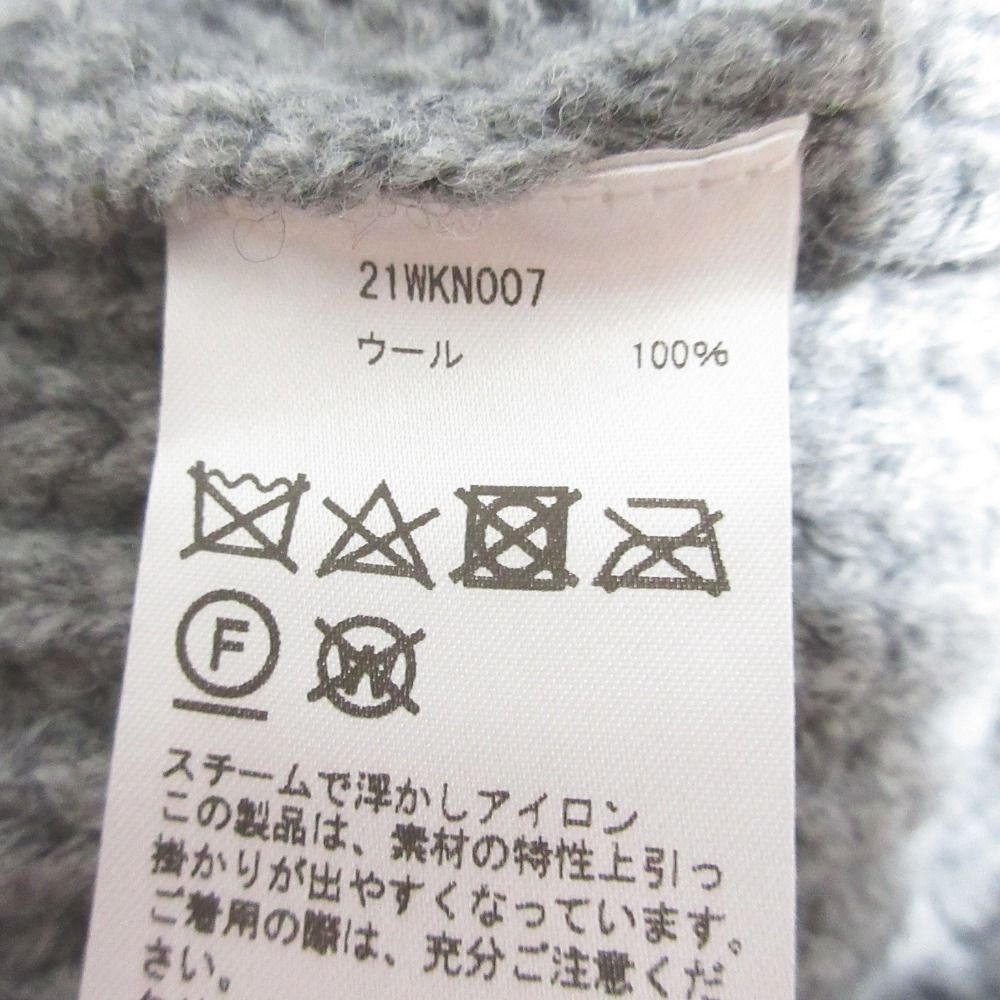 21WKN007
ウール 100%
F
W
スチームで浮かしアイロン
この製品は、素材の特性上引っ
掛かりが出やすくなっています。
ご着用の際は、充分ご注意くだ
さい。